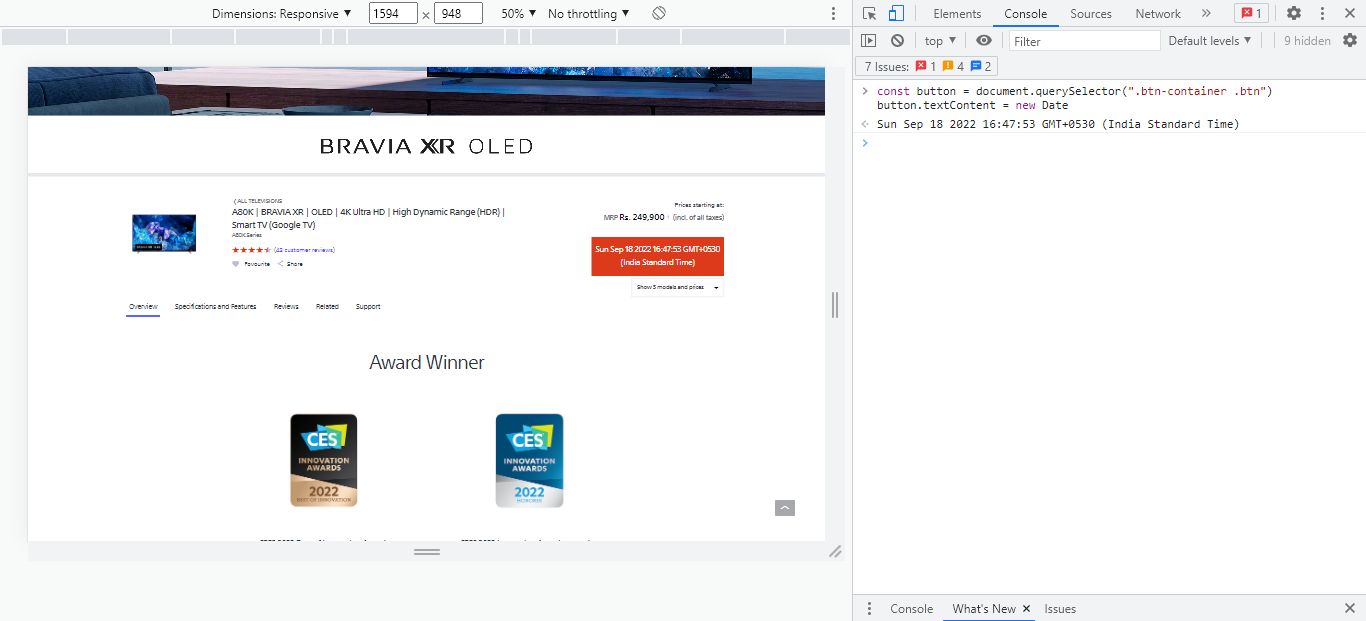 Dimensions: Responsive ▼ 1594 × 948 50% ▼ No throttling ▼
BRAVIA XR OLED
ALL TELEVISIONS
A80K | BRAVIA XR | OLED | 4K Ultra HD | High Dynamic Range (HDR) |
Smart TV (Google TV)
A80K Series
(43 customer reviews)
Favourite Share
Prices starting at:
MRP Rs. 249,900 (incl. of all taxes)
Sun Sep 18 2022 16:47:53 GMT+0530
(India Standard Time)
Show 3 models and prices
Overview Specifications and Features Reviews Related Support
Award Winner
CES
INNOVATION
AWARDS
2022
BEST OF INNOVATION
CES
INNOVATION
AWARDS
2022
HONOREE
Elements Console Sources Network » 1
top ▼ Filter Default levels ▼ 9 hidden
7 Issues: 1 4 2
const button = document.querySelector(".btn-container .btn")
button.textContent = new Date
Sun Sep 18 2022 16:47:53 GMT+0530 (India Standard Time)
Console What's New Issues